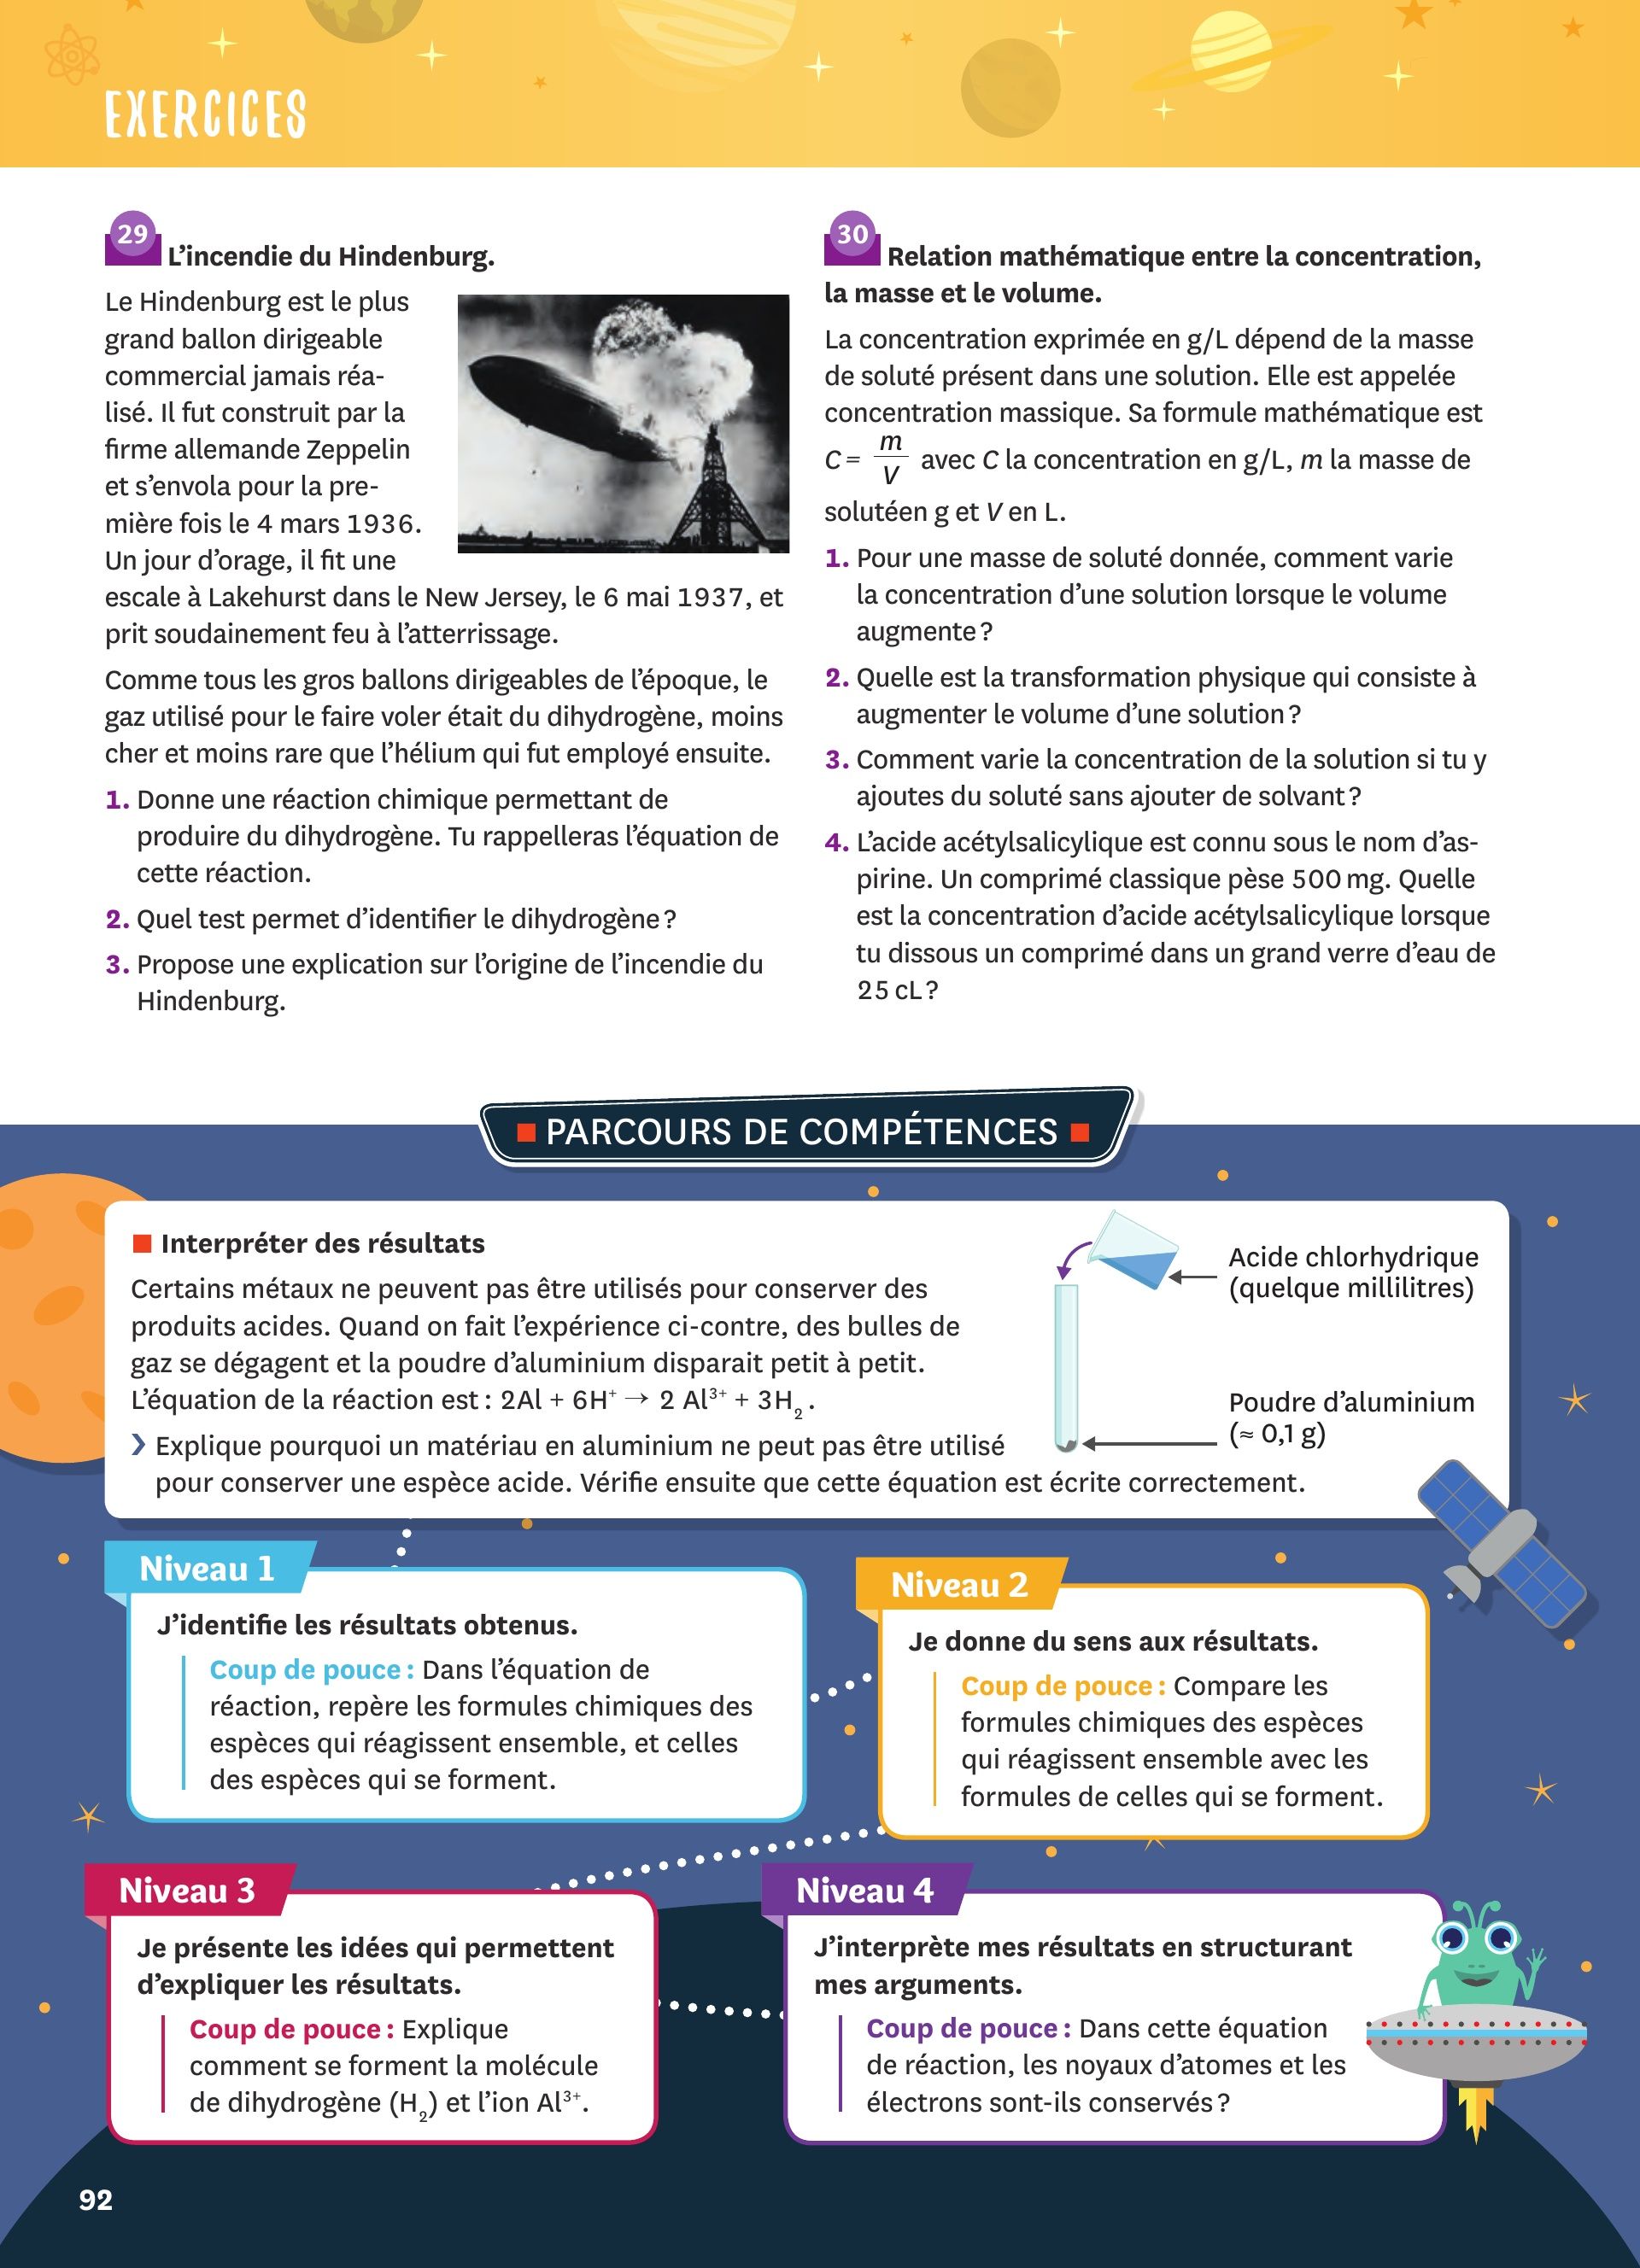 EXERCICES
29 L’incendie du Hindenburg.
Le Hindenburg est le plus
grand ballon dirigeable
commercial jamais réa-
lisé. Il fut construit par la
firme allemande Zeppelin
et s’envola pour la pre-
mière fois le 4 mars 1936.
Un jour d’orage, il fit une
escale à Lakehurst dans le New Jersey, le 6 mai 1937, et
prit soudainement feu à l’atterrissage.
Comme tous les gros ballons dirigeables de l’époque, le
gaz utilisé pour le faire voler était du dihydrogène, moins
cher et moins rare que l’hélium qui fut employé ensuite.
1. Donne une réaction chimique permettant de
produire du dihydrogène. Tu rappelleras l’équation de
cette réaction.
2. Quel test permet d’identifier le dihydrogène ?
3. Propose une explication sur l’origine de l’incendie du
Hindenburg.
30 Relation mathématique entre la concentration,
la masse et le volume.
La concentration exprimée en g/L dépend de la masse
de soluté présent dans une solution. Elle est appelée
concentration massique. Sa formule mathématique est
C = m/V avec C la concentration en g/L, m la masse de
solutéen g et V en L.
1. Pour une masse de soluté donnée, comment varie
la concentration d’une solution lorsque le volume
augmente ?
2. Quelle est la transformation physique qui consiste à
augmenter le volume d’une solution ?
3. Comment varie la concentration de la solution si tu y
ajoutes du soluté sans ajouter de solvant ?
4. L’acide acétylsalicylique est connu sous le nom d’as-
pirine. Un comprimé classique pèse 500 mg. Quelle
est la concentration d’acide acétylsalicylique lorsque
tu dissous un comprimé dans un grand verre d’eau de
25 cL ?
PARCOURS DE COMPÉTENCES
Interpréter des résultats
Certains métaux ne peuvent pas être utilisés pour conserver des
produits acides. Quand on fait l’expérience ci-contre, des bulles de
gaz se dégagent et la poudre d’aluminium disparait petit à petit.
L’équation de la réaction est : 2Al + 6H⁺ → 2 Al³⁺ + 3H₂.
❯ Explique pourquoi un matériau en aluminium ne peut pas être utilisé
pour conserver une espèce acide. Vérifie ensuite que cette équation est écrite correctement.
Acide chlorhydrique
(quelque millilitres)
Poudre d’aluminium
(≈ 0,1 g)
Niveau 1
J’identifie les résultats obtenus.
Coup de pouce : Dans l’équation de
réaction, repère les formules chimiques des
espèces qui réagissent ensemble, et celles
des espèces qui se forment.
Niveau 2
Je donne du sens aux résultats.
Coup de pouce : Compare les
formules chimiques des espèces
qui réagissent ensemble avec les
formules de celles qui se forment.
Niveau 3
Je présente les idées qui permettent
d’expliquer les résultats.
Coup de pouce : Explique
comment se forment la molécule
de dihydrogène (H₂) et l’ion Al³⁺.
Niveau 4
J’interprète mes résultats en structurant
mes arguments.
Coup de pouce : Dans cette équation
de réaction, les noyaux d’atomes et les
électrons sont-ils conservés ?
92